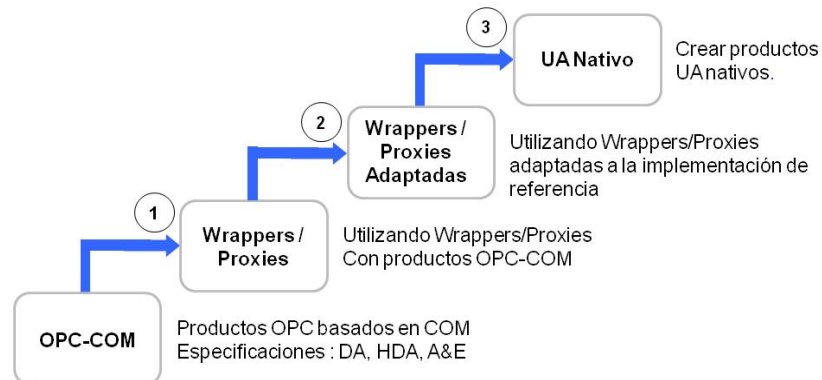 3
UA Nativo
Crear productos
UA nativos.
2
Wrappers /
Proxies
Adaptadas
Utilizando Wrappers/Proxies
adaptadas a la implementación de
referencia
1
Wrappers /
Proxies
Utilizando Wrappers/Proxies
Con productos OPC-COM
OPC-COM
Productos OPC basados en COM
Especificaciones : DA, HDA, A&E